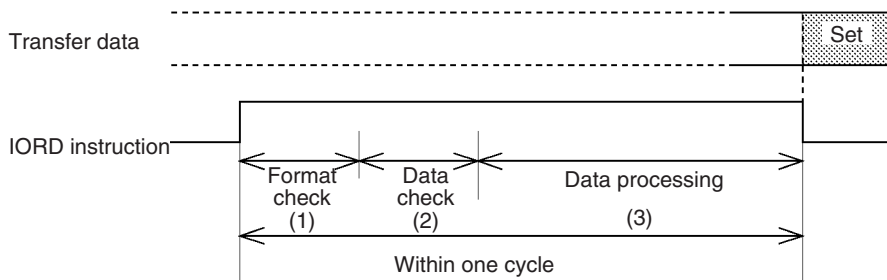 Transfer data
Set
IORD instruction
Format
check
(1)
Data
check
(2)
Data processing
(3)
Within one cycle